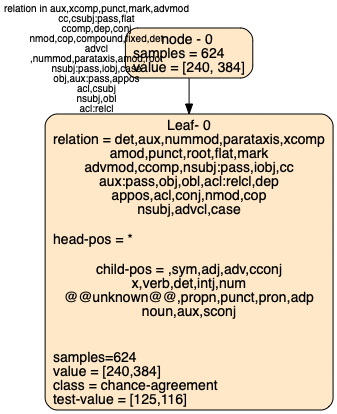 relation in aux,xcomp,punct,mark,advmod
cc,csubj:pass,flat
ccomp,dep,conj
nmod,cop,compound,fixed,det
advcl
,nummod,parataxis,amod,root
nsubj:pass,iobj,case
obj,aux:pass,appos
acl,csubj
nsubj,obl
acl:relcl
node - 0
samples = 624
value = [240, 384]
Leaf- 0
relation = det,aux,nummod,parataxis,xcomp
amod,punct,root,flat,mark
advmod,ccomp,nsubj:pass,iobj,cc
aux:pass,obj,obl,acl:relcl,dep
appos,acl,conj,nmod,cop
nsubj,advcl,case
head-pos = *
child-pos = ,sym,adj,adv,cconj
x,verb,det,intj,num
@@unknown@@,propn,punct,pron,adp
noun,aux,sconj
samples=624
value = [240,384]
class = chance-agreement
test-value = [125,116]